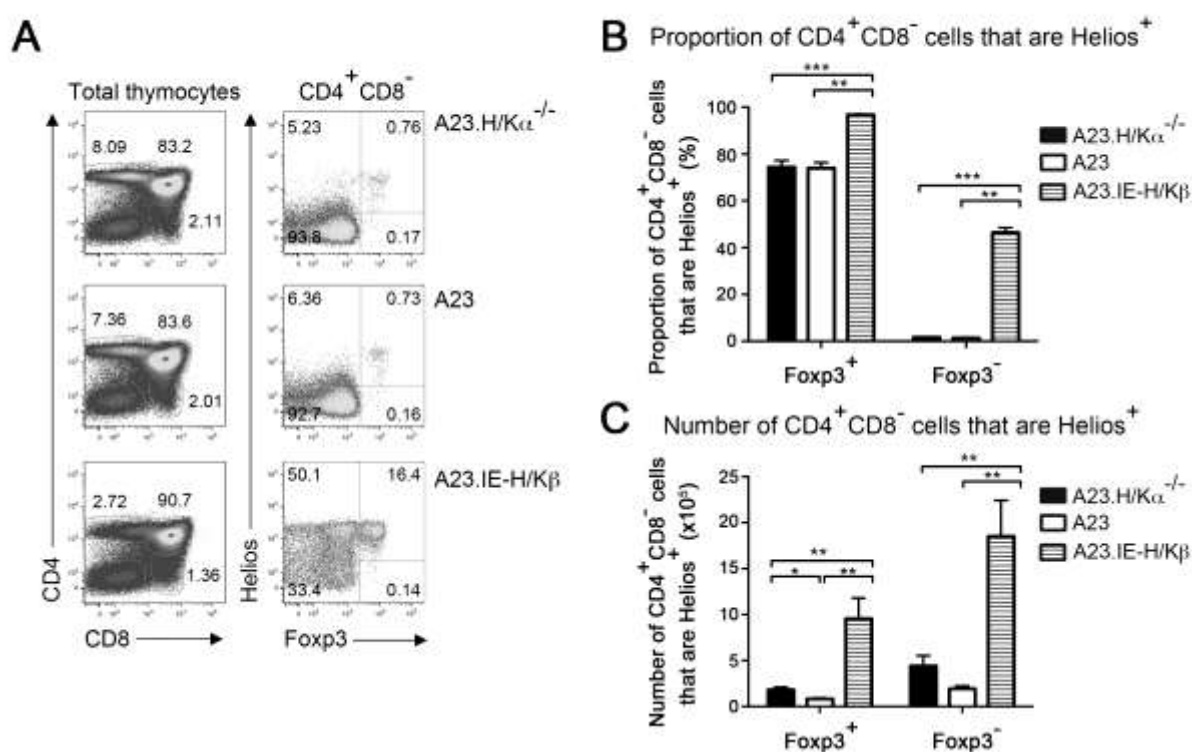 A
Total thymocytes
CD4⁺CD8⁻
8.09 83.2
2.11
5.23 0.76
93.8 0.17
A23.H/Kα⁻/⁻
7.36 83.6
2.01
6.36 0.73
92.7 0.16
A23
2.72 90.7
1.36
50.1 16.4
33.4 0.14
A23.IE-H/Kβ
CD4
CD8
Helios
Foxp3
B Proportion of CD4⁺CD8⁻ cells that are Helios⁺
Proportion of CD4⁺CD8⁻ cells
that are Helios⁺ (%)
100
80
60
40
20
0
***
**
***
**
Foxp3⁺ Foxp3⁻
A23.H/Kα⁻/⁻
A23
A23.IE-H/Kβ
C Number of CD4⁺CD8⁻ cells that are Helios⁺
Number of CD4⁺CD8⁻ cells
that are Helios⁺ (x10⁵)
25
20
15
10
5
0
**
*
**
**
**
Foxp3⁺ Foxp3⁻
A23.H/Kα⁻/⁻
A23
A23.IE-H/Kβ